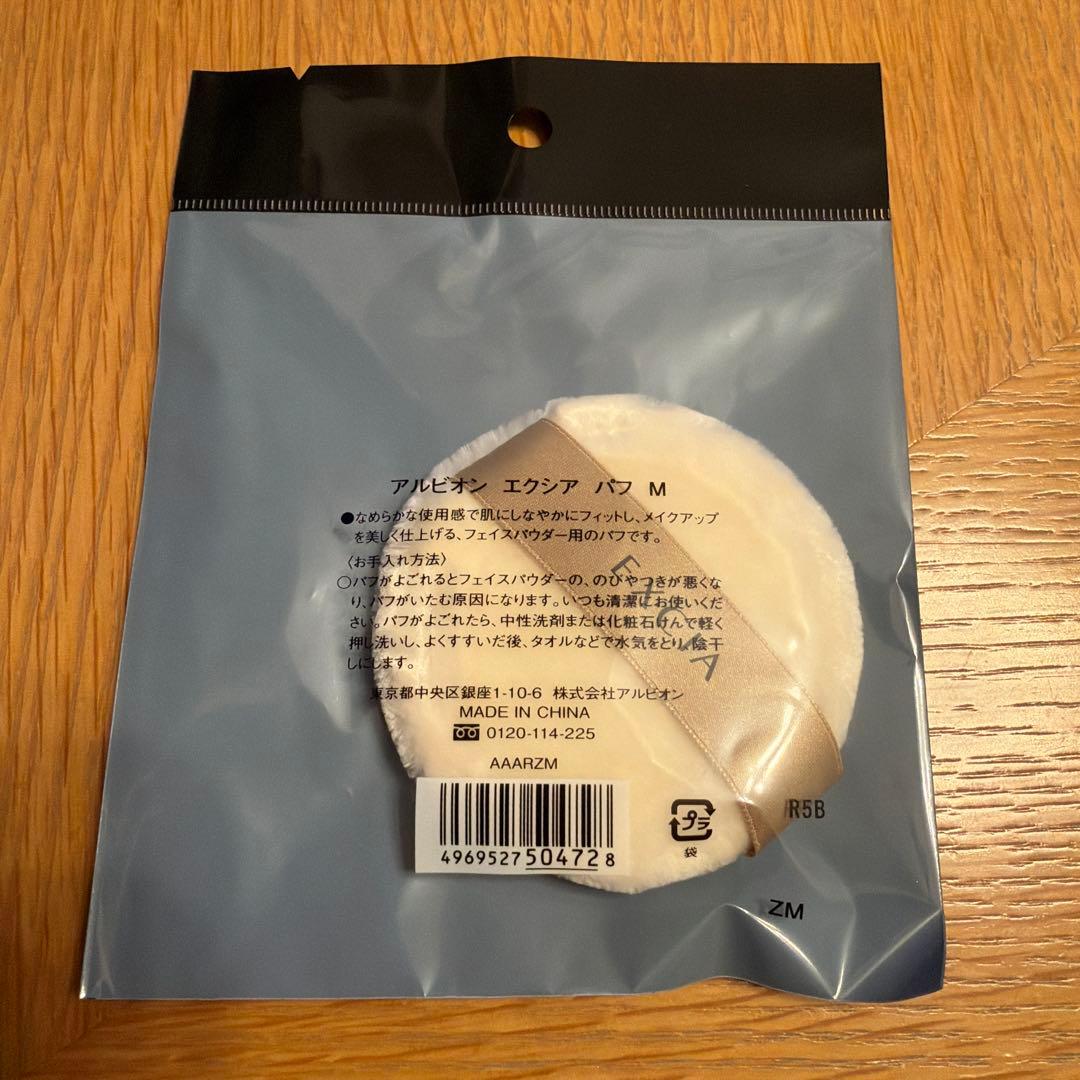 アルビオン エクシア パフ M
●なめらかな使用感で肌にしなやかにフィットし、メイクアップ
を美しく仕上げる、フェイスパウダー用のパフです。
〈お手入れ方法〉
○パフがよごれるとフェイスパウダーの、のびやつきが悪くな
り、パフがいたむ原因になります。いつも清潔にお使いくだ
さい。パフがよごれたら、中性洗剤または化粧石けんで軽く
押し洗いし、よくすすいだ後、タオルなどで水気をとり、陰干
しにします。
EXCIA
東京都中央区銀座1-10-6 株式会社アルビオン
MADE IN CHINA
0120-114-225
AAARZM
4969527504728
プラ
袋
R5B
ZM